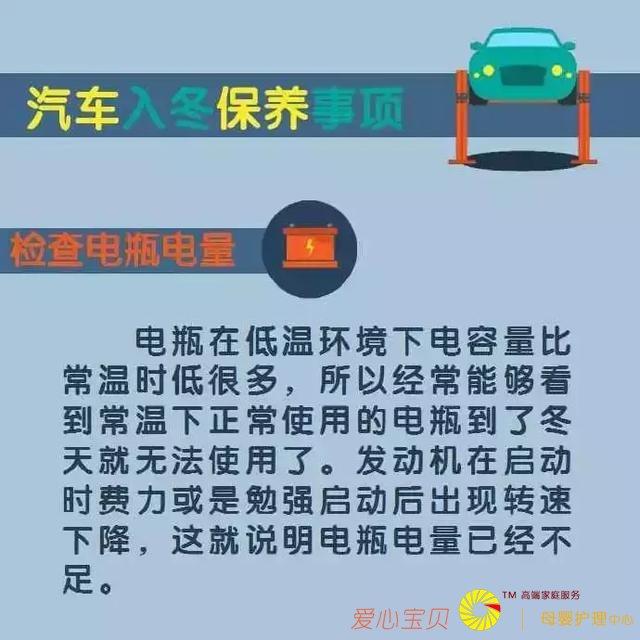 汽车入冬保养事项
检查电瓶电量
电瓶在低温环境下电容量比
常温时低很多，所以经常能够看
到常温下正常使用的电瓶到了冬
天就无法使用了。发动机在启动
时费力或是勉强启动后出现转速
下降，这就说明电瓶电量已经不
足。
TM 高端家庭服务
爱心宝贝 母婴护理中心